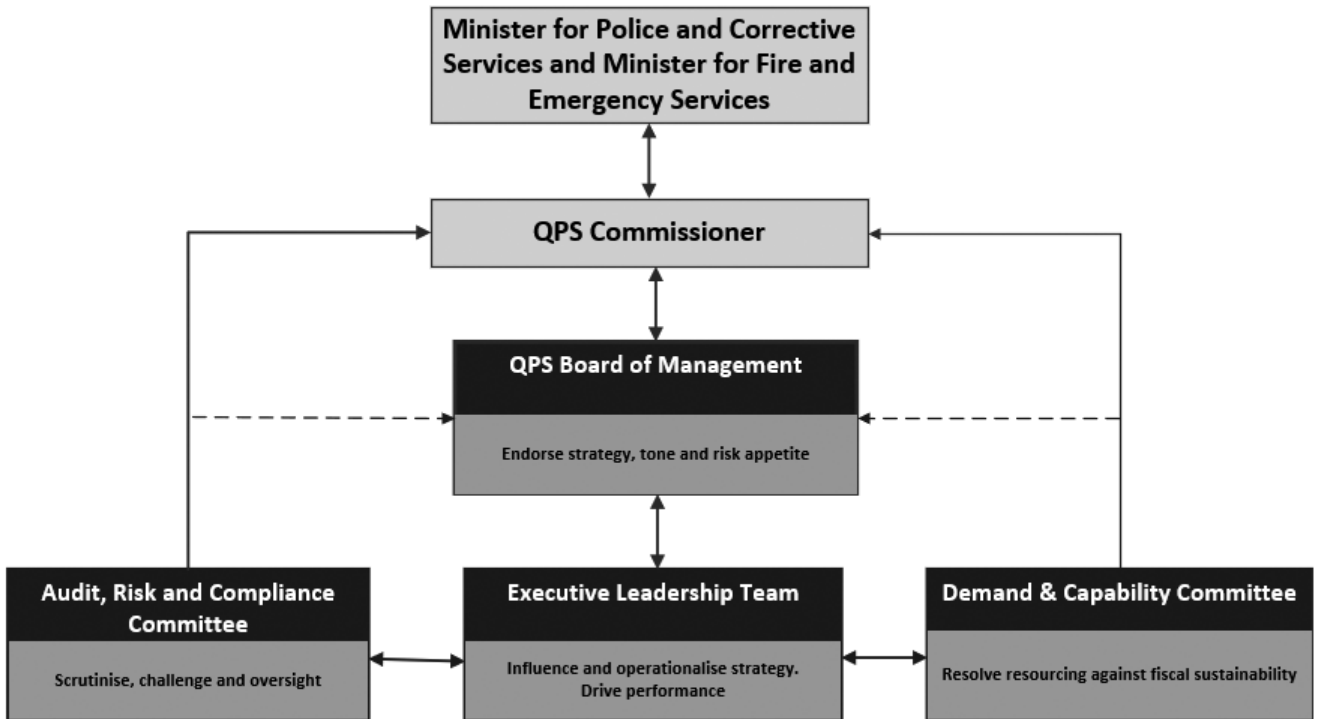 Minister for Police and Corrective
Services and Minister for Fire and
Emergency Services
QPS Commissioner
QPS Board of Management
Endorse strategy, tone and risk appetite
Audit, Risk and Compliance
Committee
Scrutinise, challenge and oversight
Executive Leadership Team
Influence and operationalise strategy.
Drive performance
Demand & Capability Committee
Resolve resourcing against fiscal sustainability